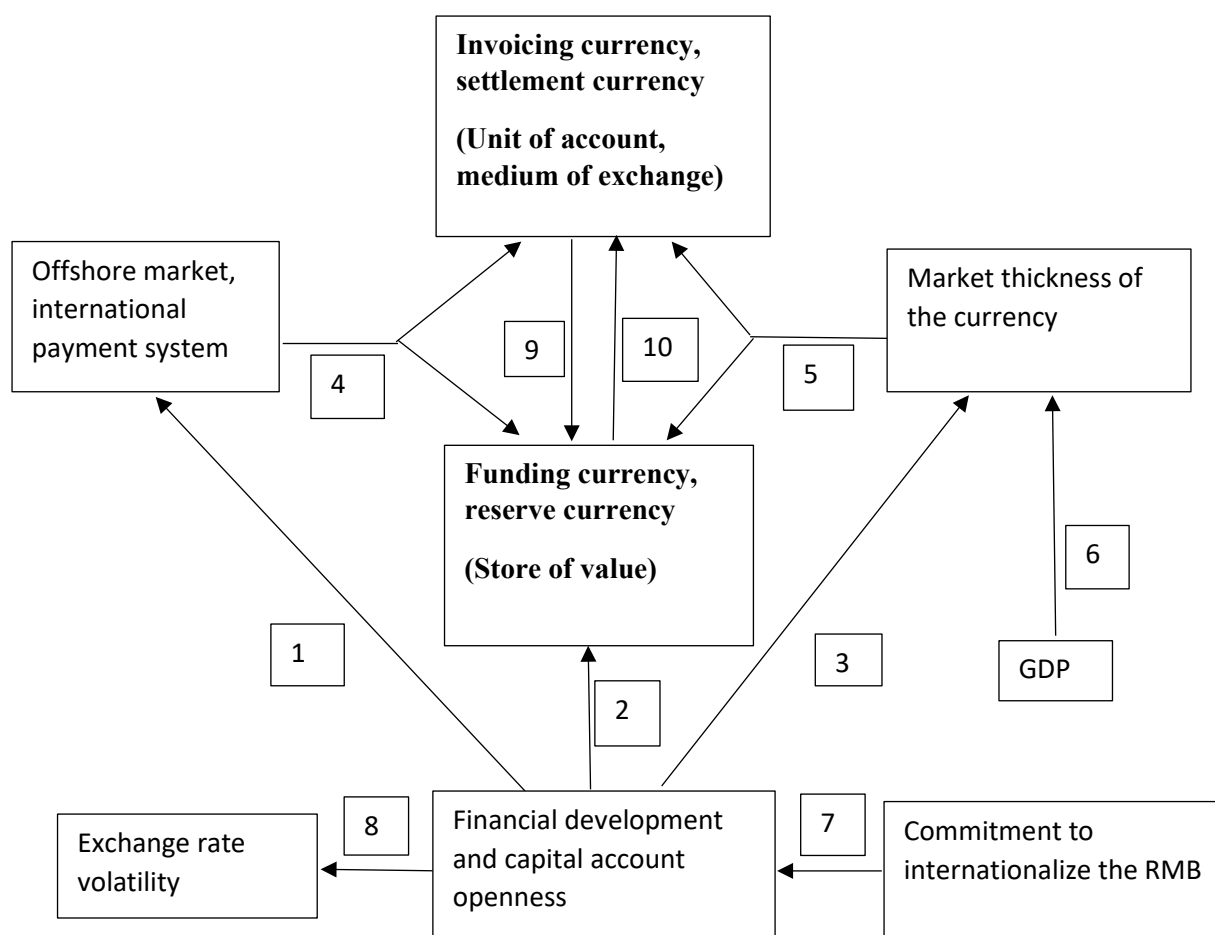 Invoicing currency,
settlement currency
(Unit of account,
medium of exchange)
Offshore market,
international
payment system
Market thickness of
the currency
9
10
4
5
Funding currency,
reserve currency
(Store of value)
6
1
3
GDP
2
Exchange rate
volatility
8
Financial development
and capital account
openness
7
Commitment to
internationalize the RMB